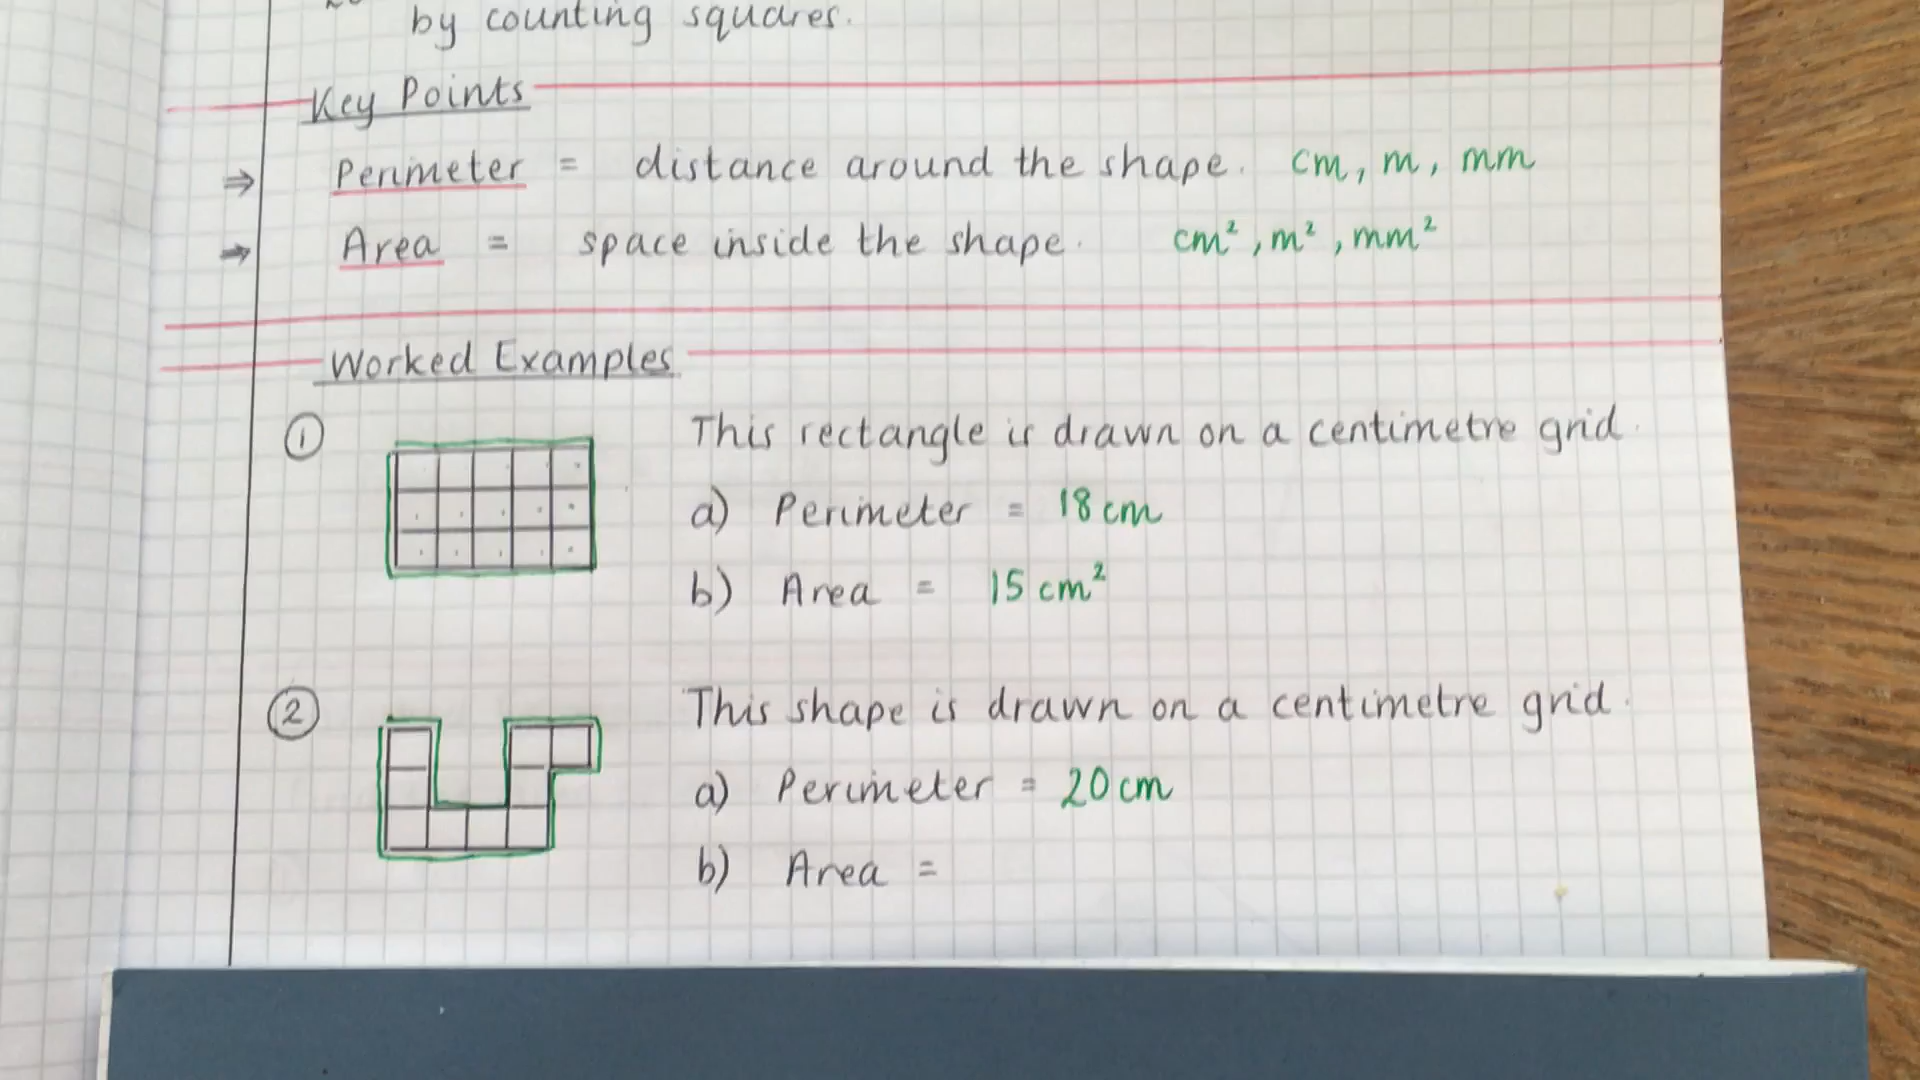 by counting squares.
Key Points
⇒ Perimeter = distance around the shape. cm, m, mm
⇒ Area = space inside the shape. cm², m², mm²
Worked Examples
① This rectangle is drawn on a centimetre grid.
a) Perimeter = 18 cm
b) Area = 15 cm²
② This shape is drawn on a centimetre grid.
a) Perimeter = 20 cm
b) Area =